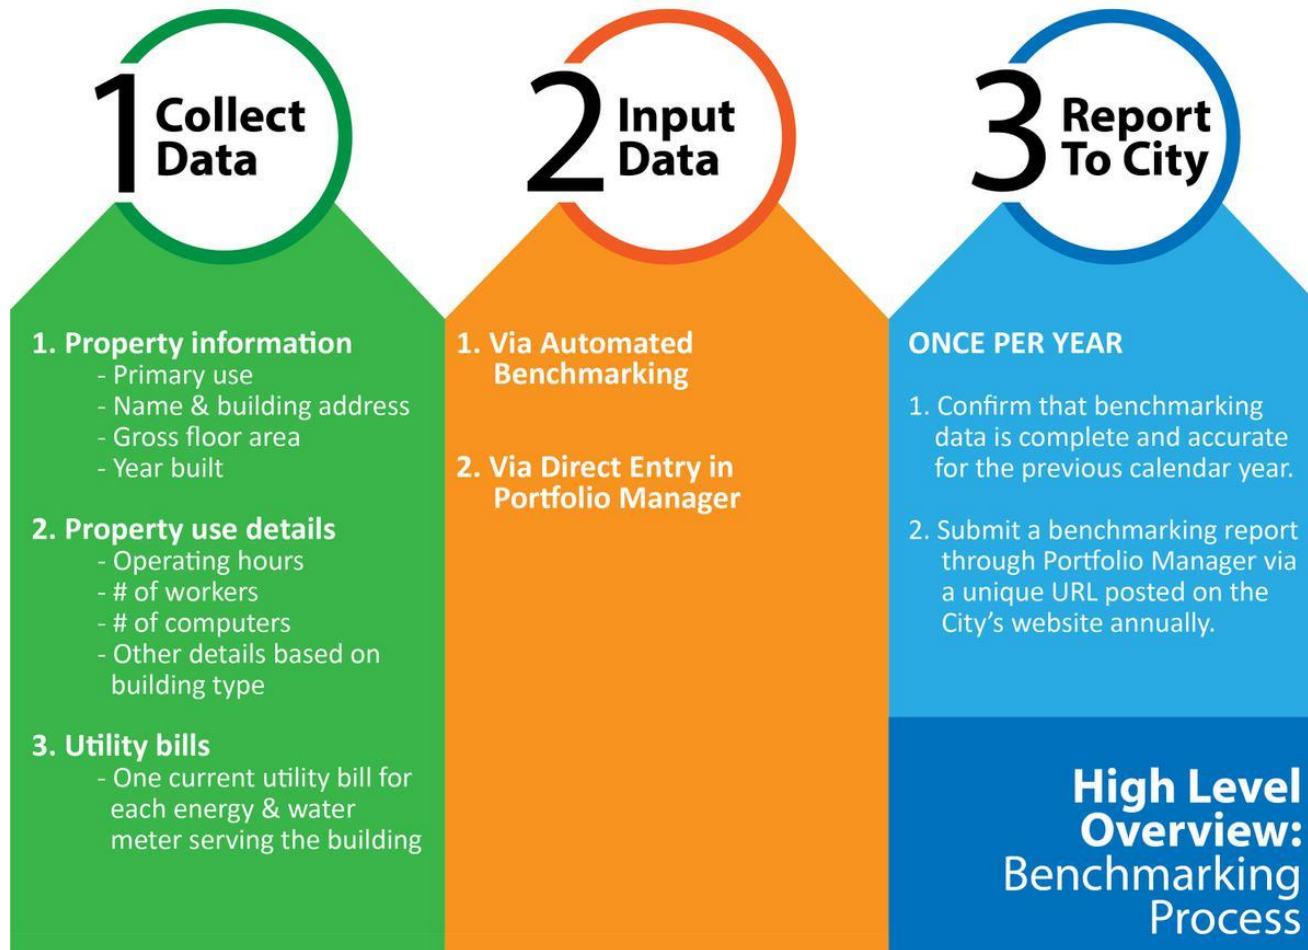 1 Collect
Data
1. Property information
- Primary use
- Name & building address
- Gross floor area
- Year built
2. Property use details
- Operating hours
- # of workers
- # of computers
- Other details based on
building type
3. Utility bills
- One current utility bill for
each energy & water
meter serving the building
2 Input
Data
1. Via Automated
Benchmarking
2. Via Direct Entry in
Portfolio Manager
3 Report
To City
ONCE PER YEAR
1. Confirm that benchmarking
data is complete and accurate
for the previous calendar year.
2. Submit a benchmarking report
through Portfolio Manager via
a unique URL posted on the
City’s website annually.
High Level
Overview:
Benchmarking
Process